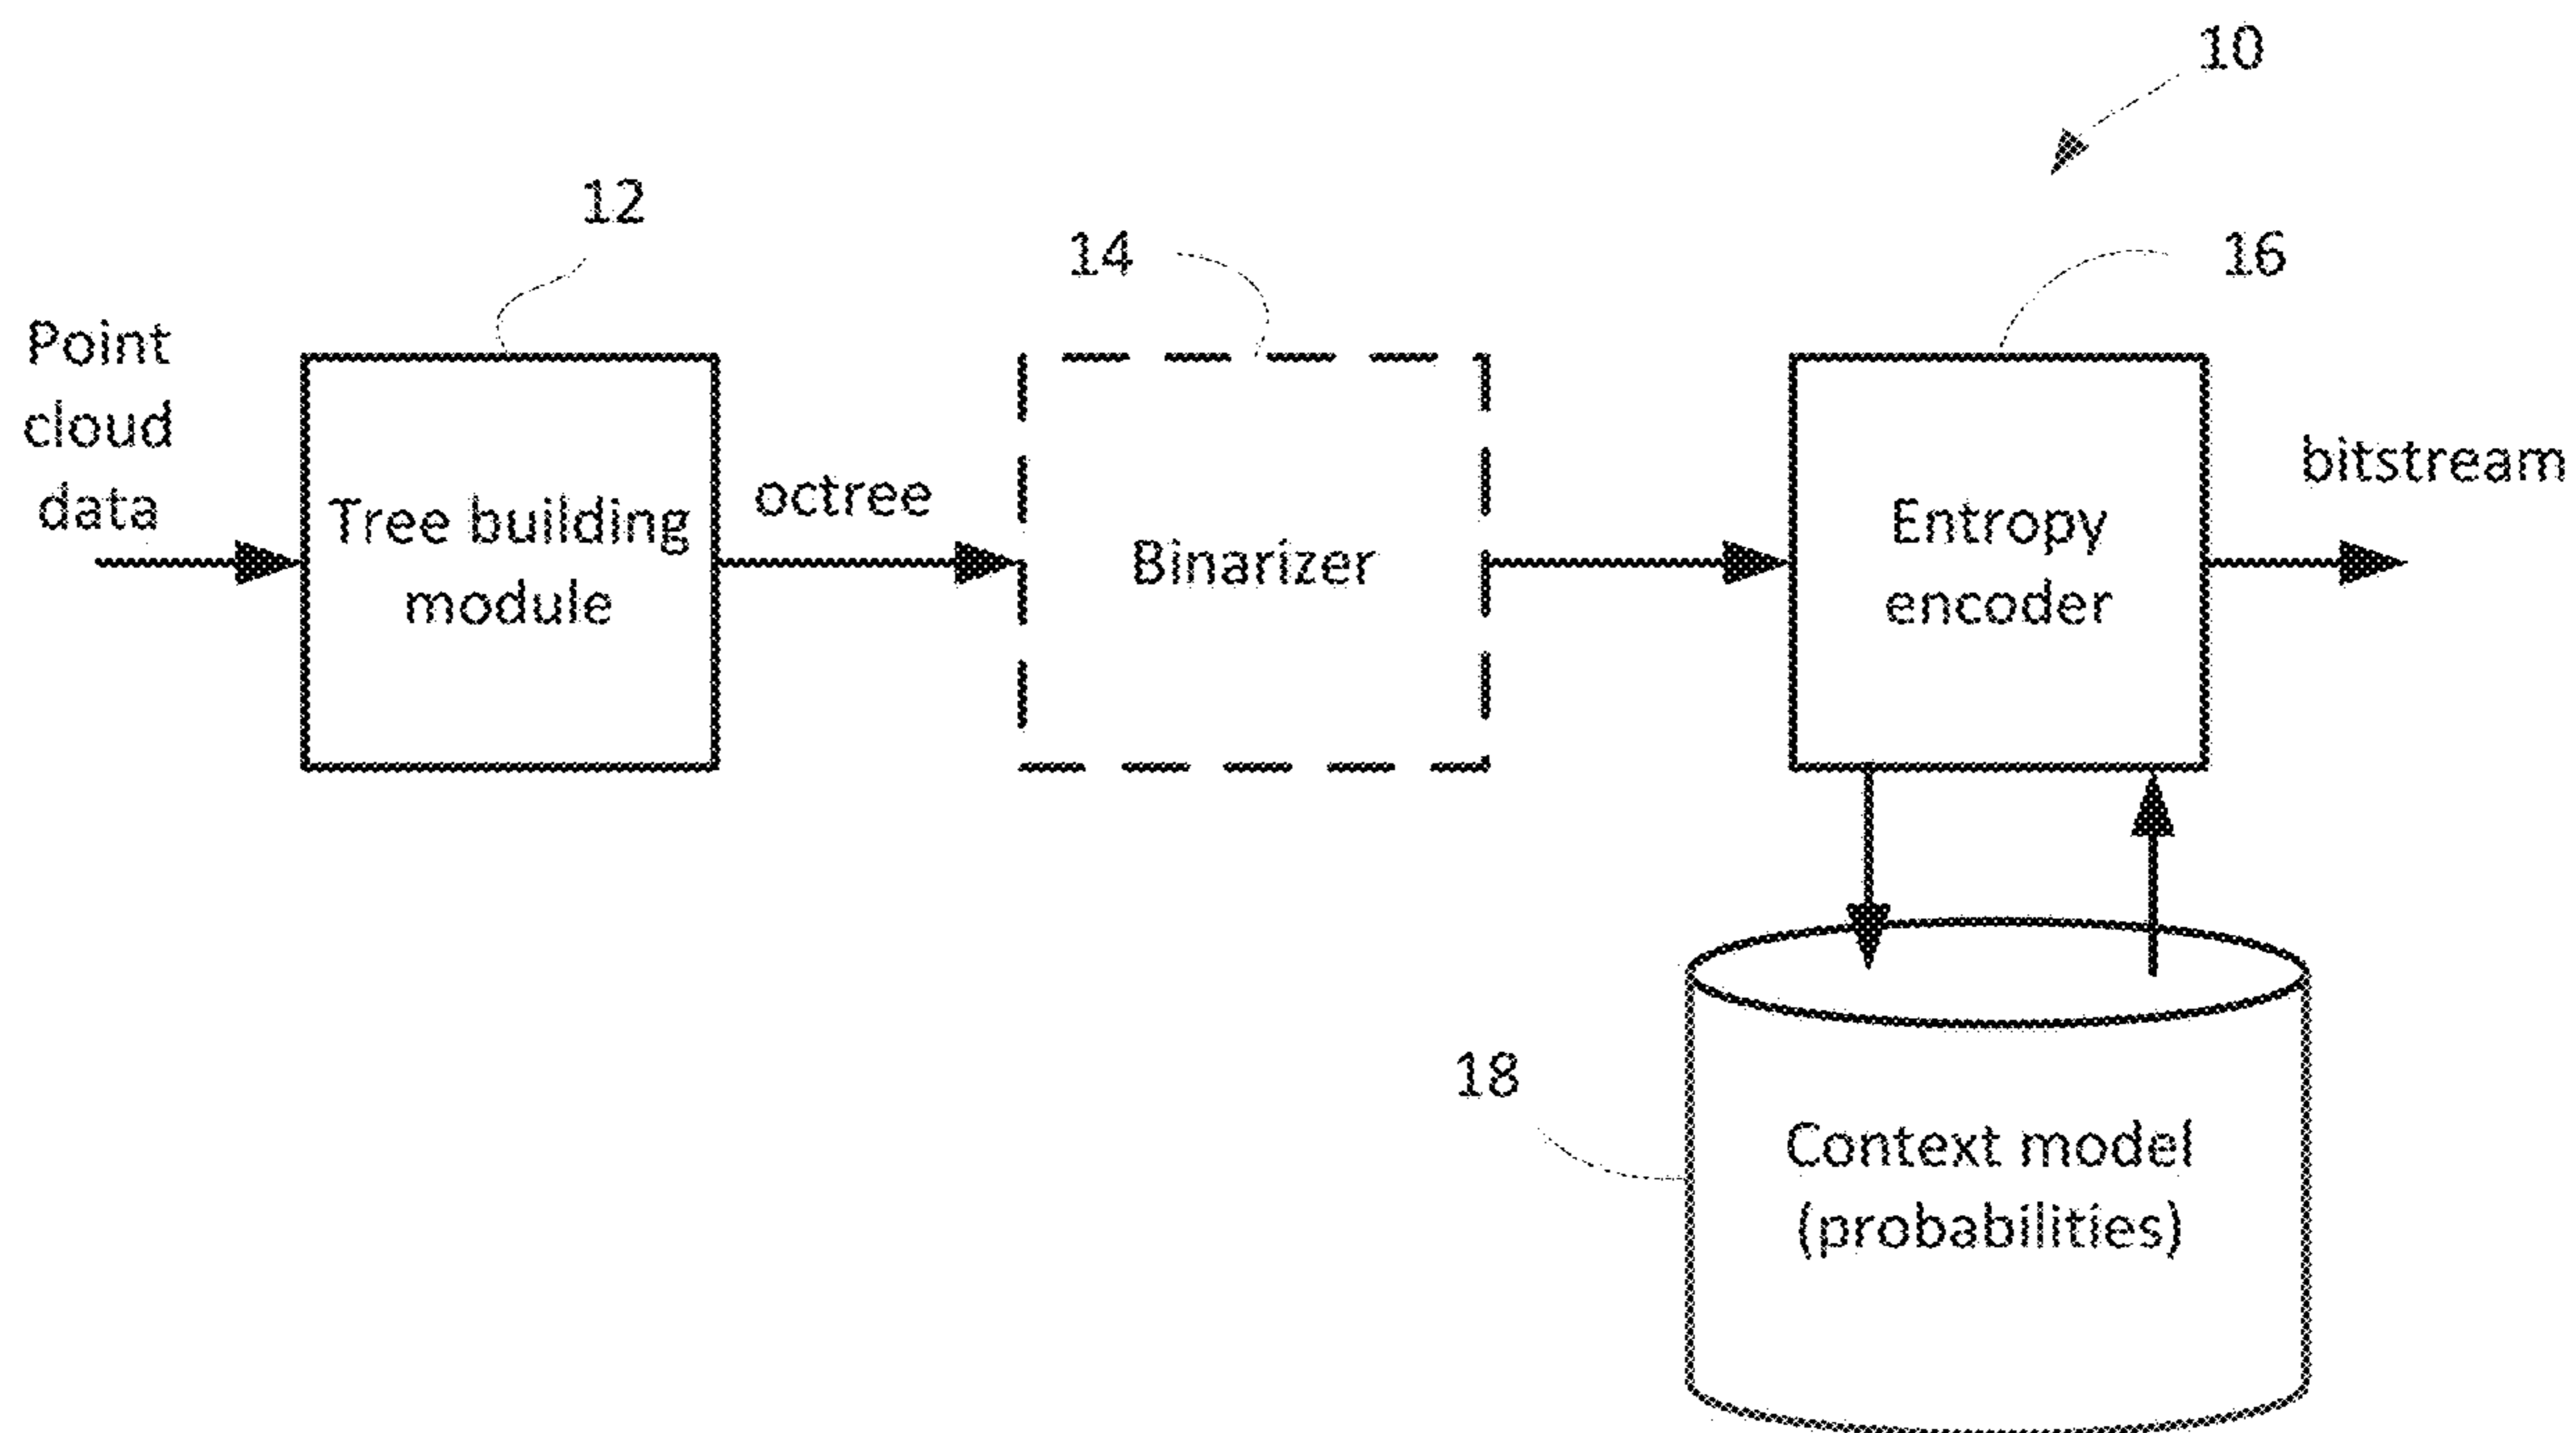 10
12
14
16
Point
cloud
data
Tree building
module
octree
Binarizer
Entropy
encoder
bitstream
18
Context model
(probabilities)